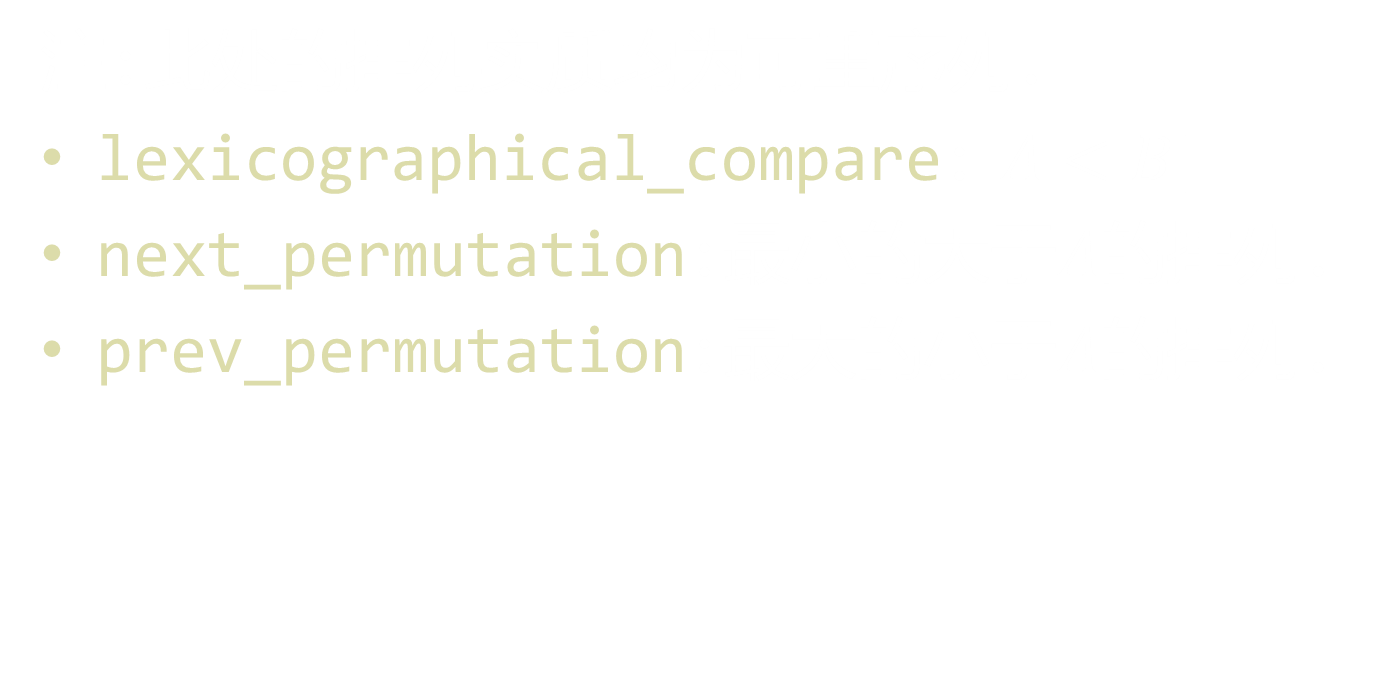 • lexicographical_compare
• next_permutation
• prev_permutation